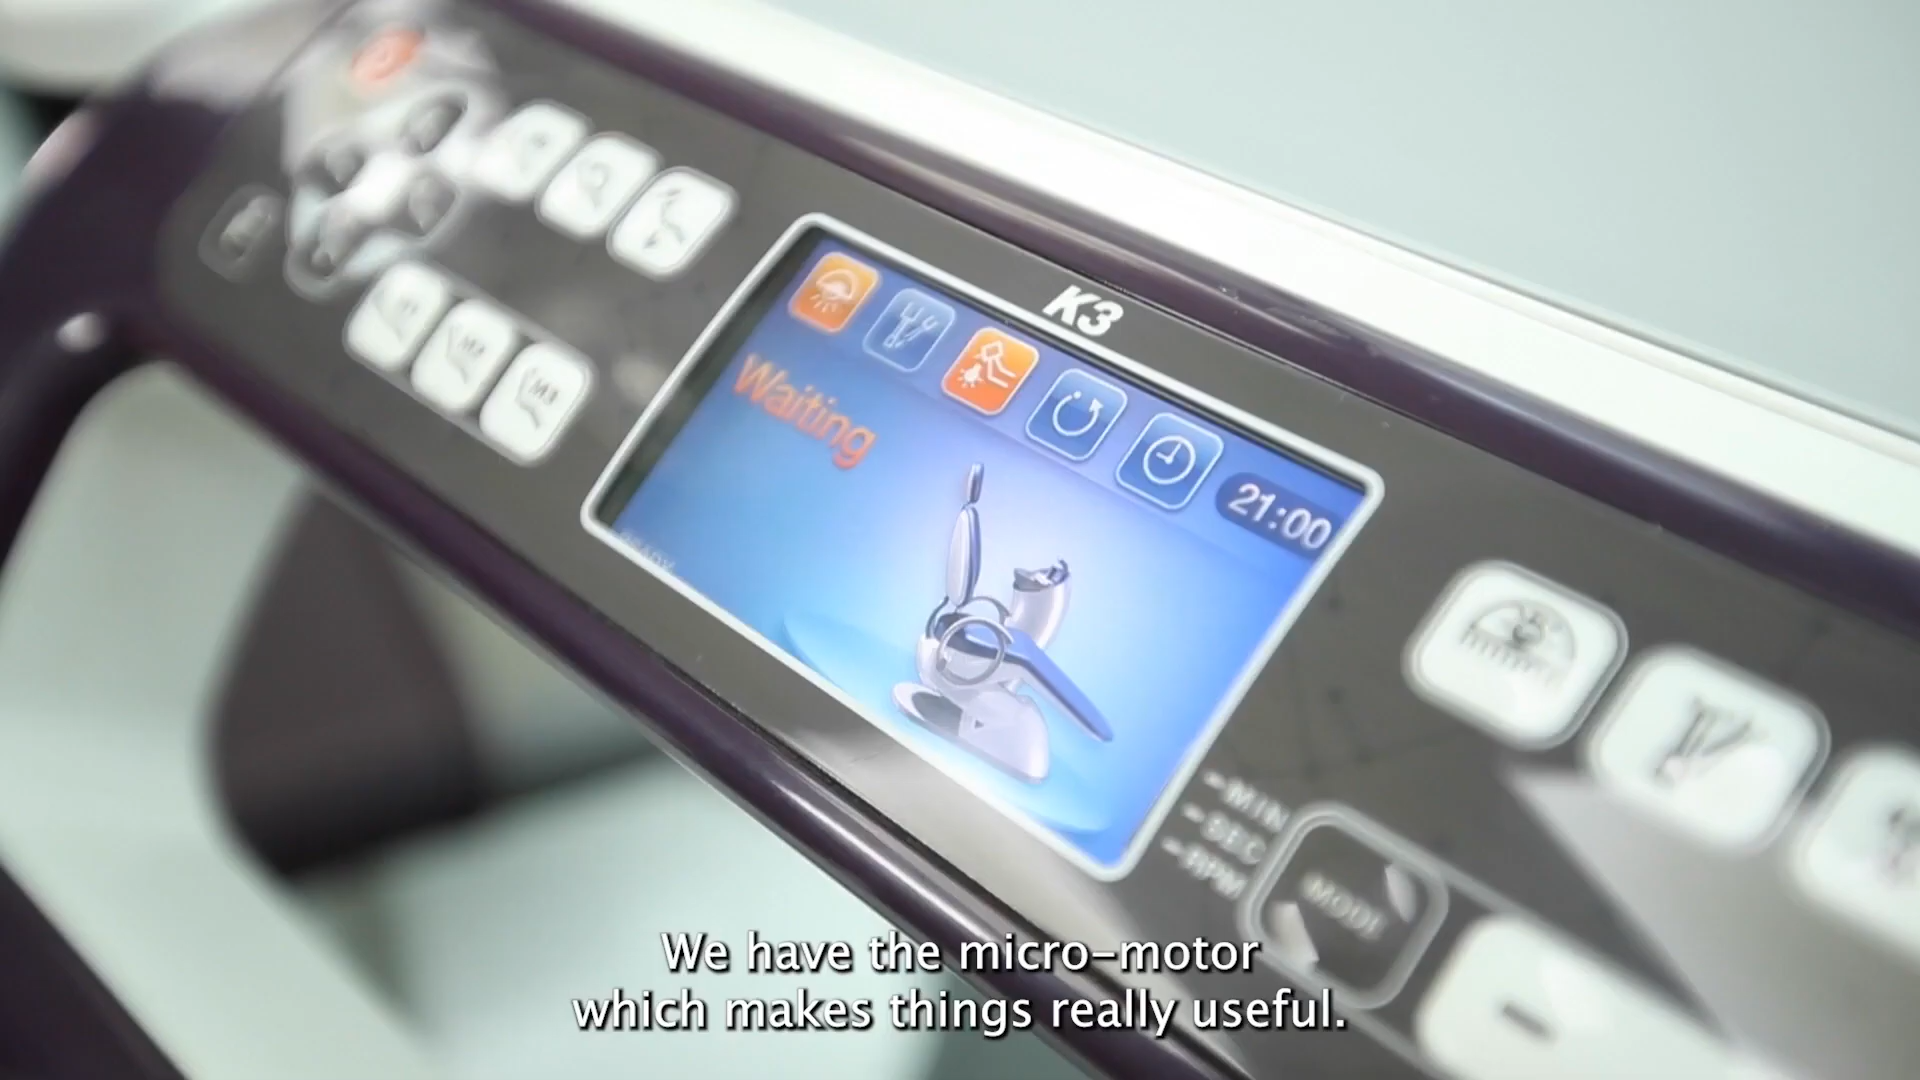 K3
Waiting
21:00
-MIN
-SEC
-RPM
MODE
We have the micro-motor
which makes things really useful.